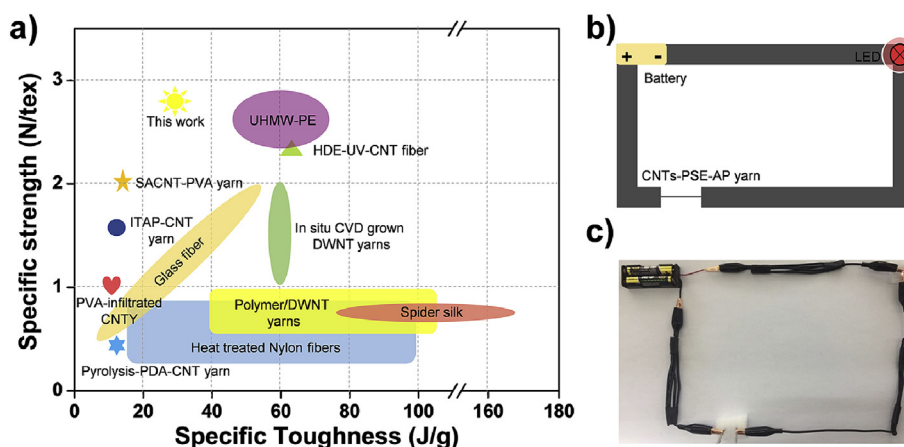 a)
Specific strength (N/tex)
3
2
1
0
This work
UHMW-PE
HDE-UV-CNT fiber
SACNT-PVA yarn
ITAP-CNT
yarn
Glass fiber
In situ CVD grown
DWNT yarns
PVA-infiltrated
CNTY
Polymer/DWNT
yarns
Spider silk
Heat treated Nylon fibers
Pyrolysis-PDA-CNT yarn
0 20 40 60 80 100 160 180
Specific Toughness (J/g)
b)
+ -
LED
Battery
CNTs-PSE-AP yarn
c)